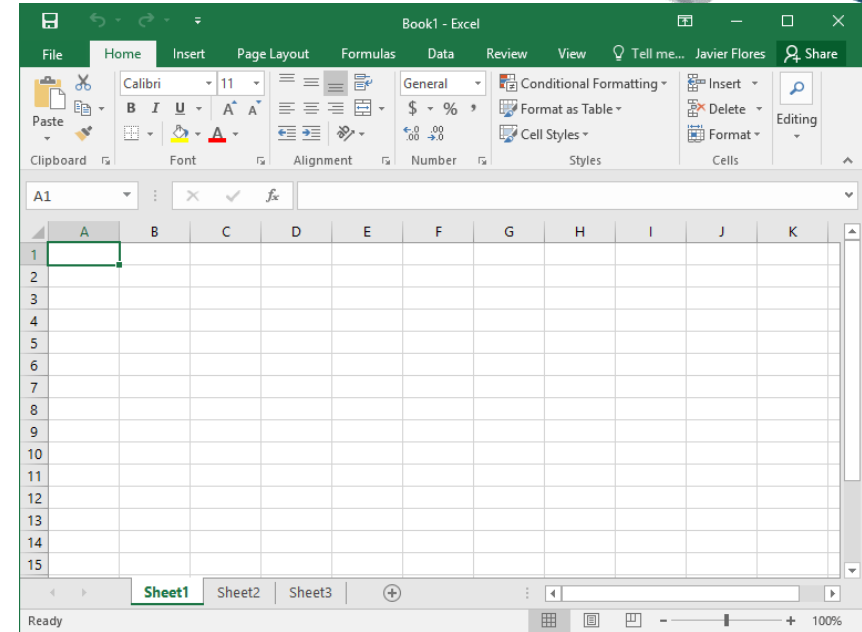 Book1 - Excel
File Home Insert Page Layout Formulas Data Review View Tell me... Javier Flores Share
Calibri 11 General Conditional Formatting Insert
Paste B I U A A $ % , Format as Table Delete Editing
A .00 .0 Cell Styles Format
Clipboard Font Alignment Number Styles Cells
A1 fx
A B C D E F G H I J K
1
2
3
4
5
6
7
8
9
10
11
12
13
14
15
Sheet1 Sheet2 Sheet3
Ready 100%